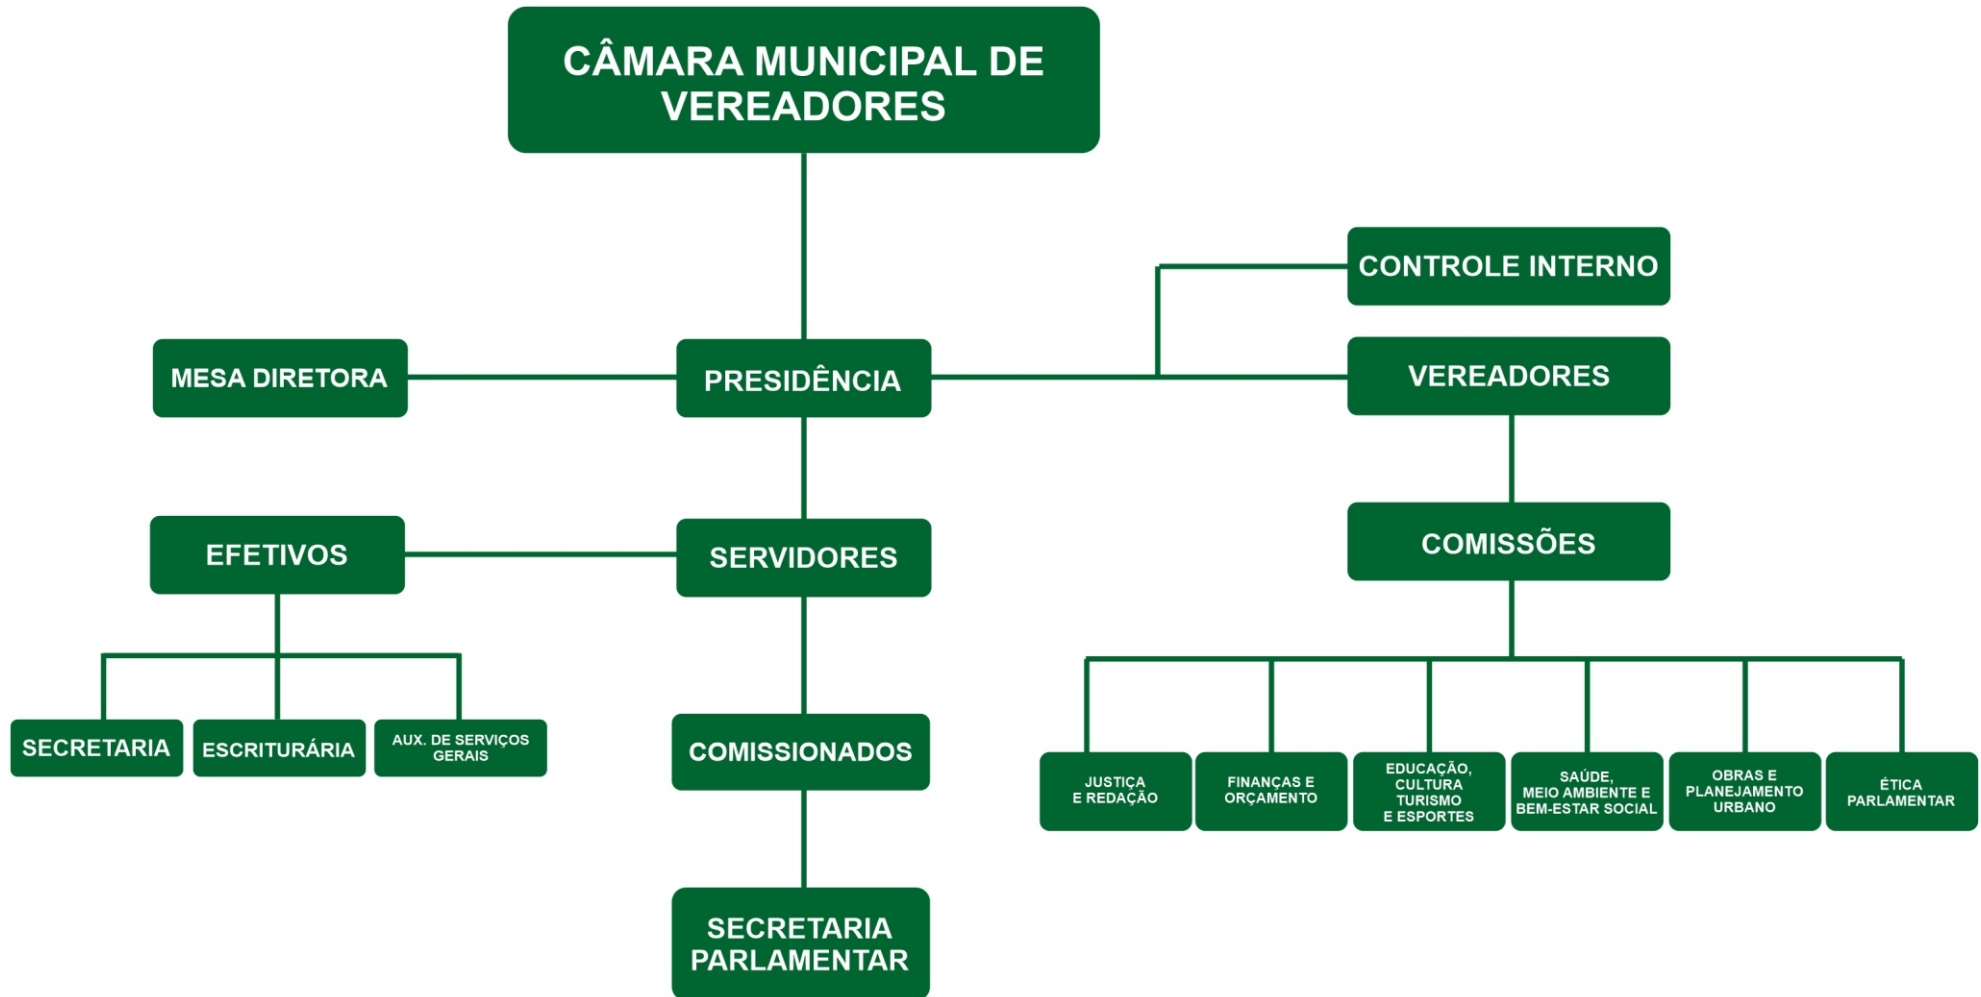 CÂMARA MUNICIPAL DE
VEREADORES
CONTROLE INTERNO
MESA DIRETORA
PRESIDÊNCIA
VEREADORES
EFETIVOS
SERVIDORES
COMISSÕES
SECRETARIA
ESCRITURÁRIA
AUX. DE SERVIÇOS
GERAIS
COMISSIONADOS
JUSTIÇA
E REDAÇÃO
FINANÇAS E
ORÇAMENTO
EDUCAÇÃO,
CULTURA
TURISMO
E ESPORTES
SAÚDE,
MEIO AMBIENTE E
BEM-ESTAR SOCIAL
OBRAS E
PLANEJAMENTO
URBANO
ÉTICA
PARLAMENTAR
SECRETARIA
PARLAMENTAR